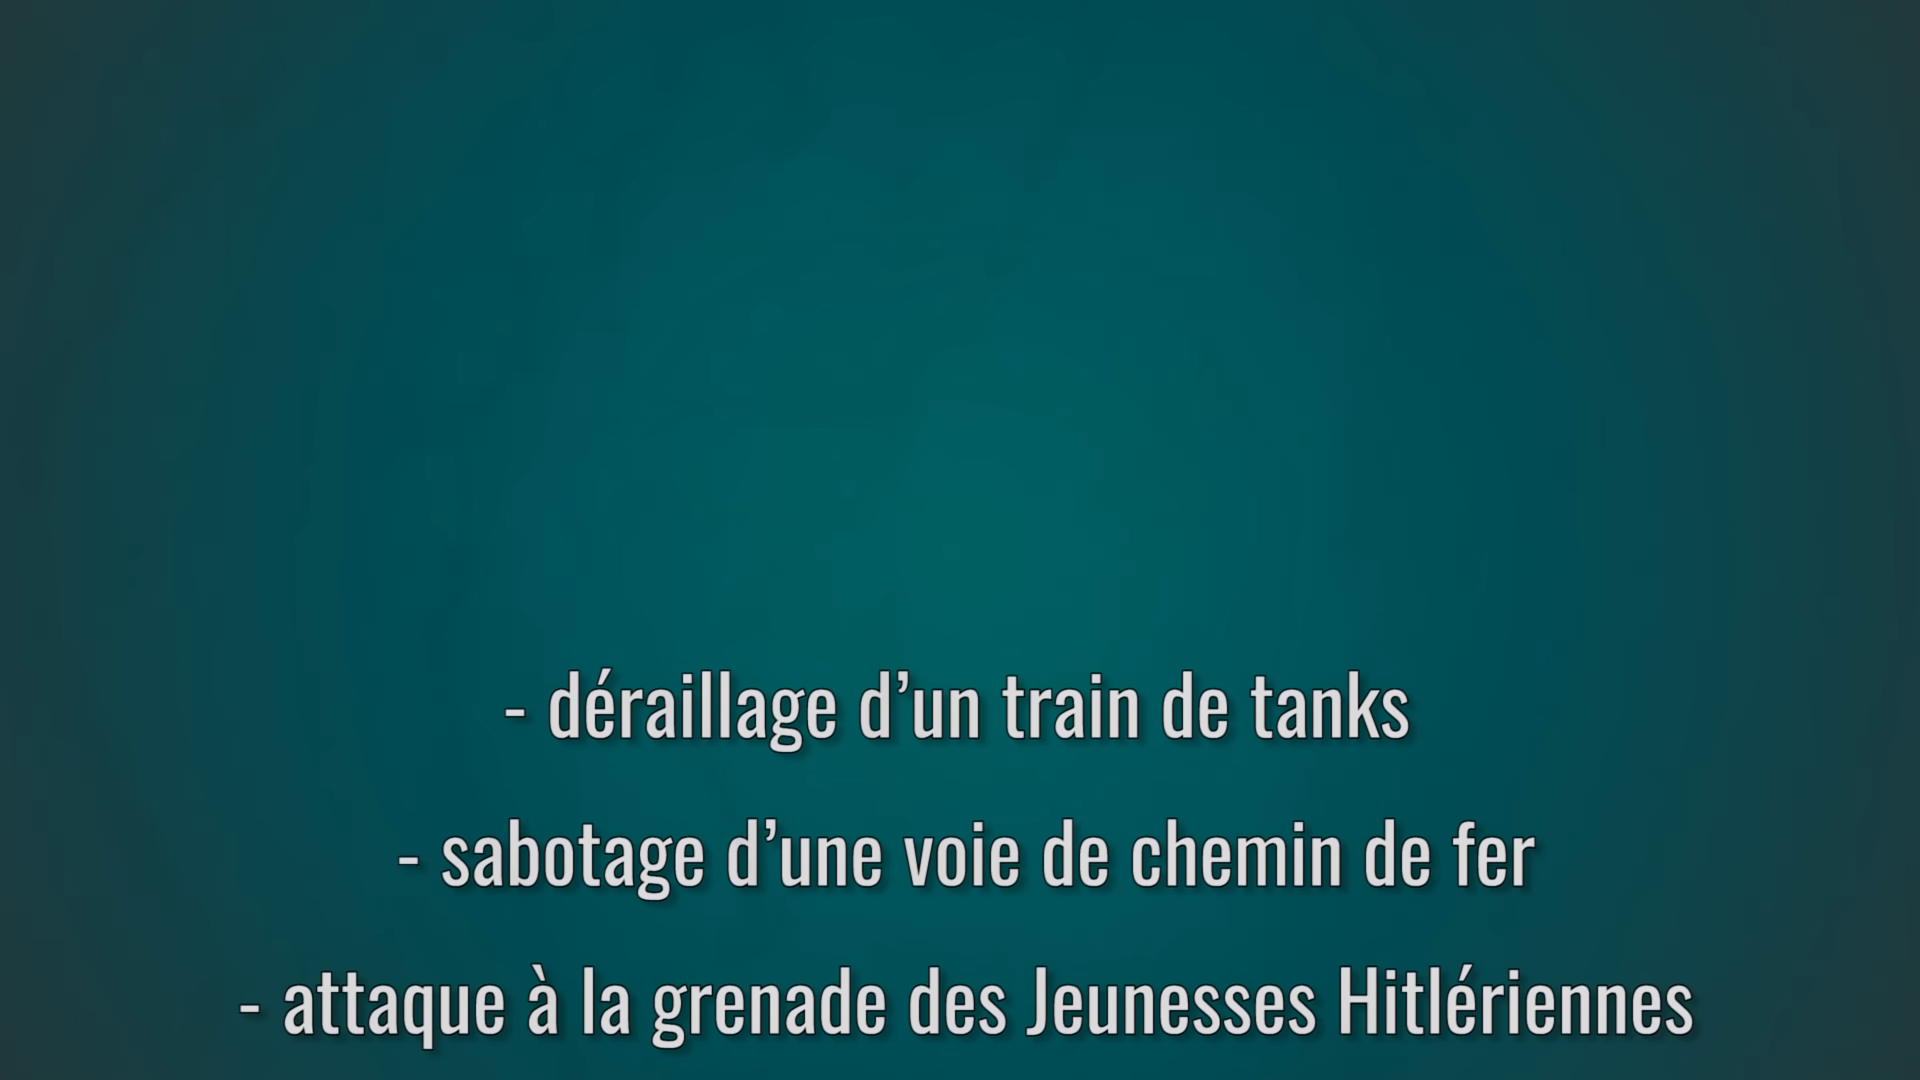 - déraillage d’un train de tanks
- sabotage d’une voie de chemin de fer
- attaque à la grenade des Jeunesses Hitlériennes